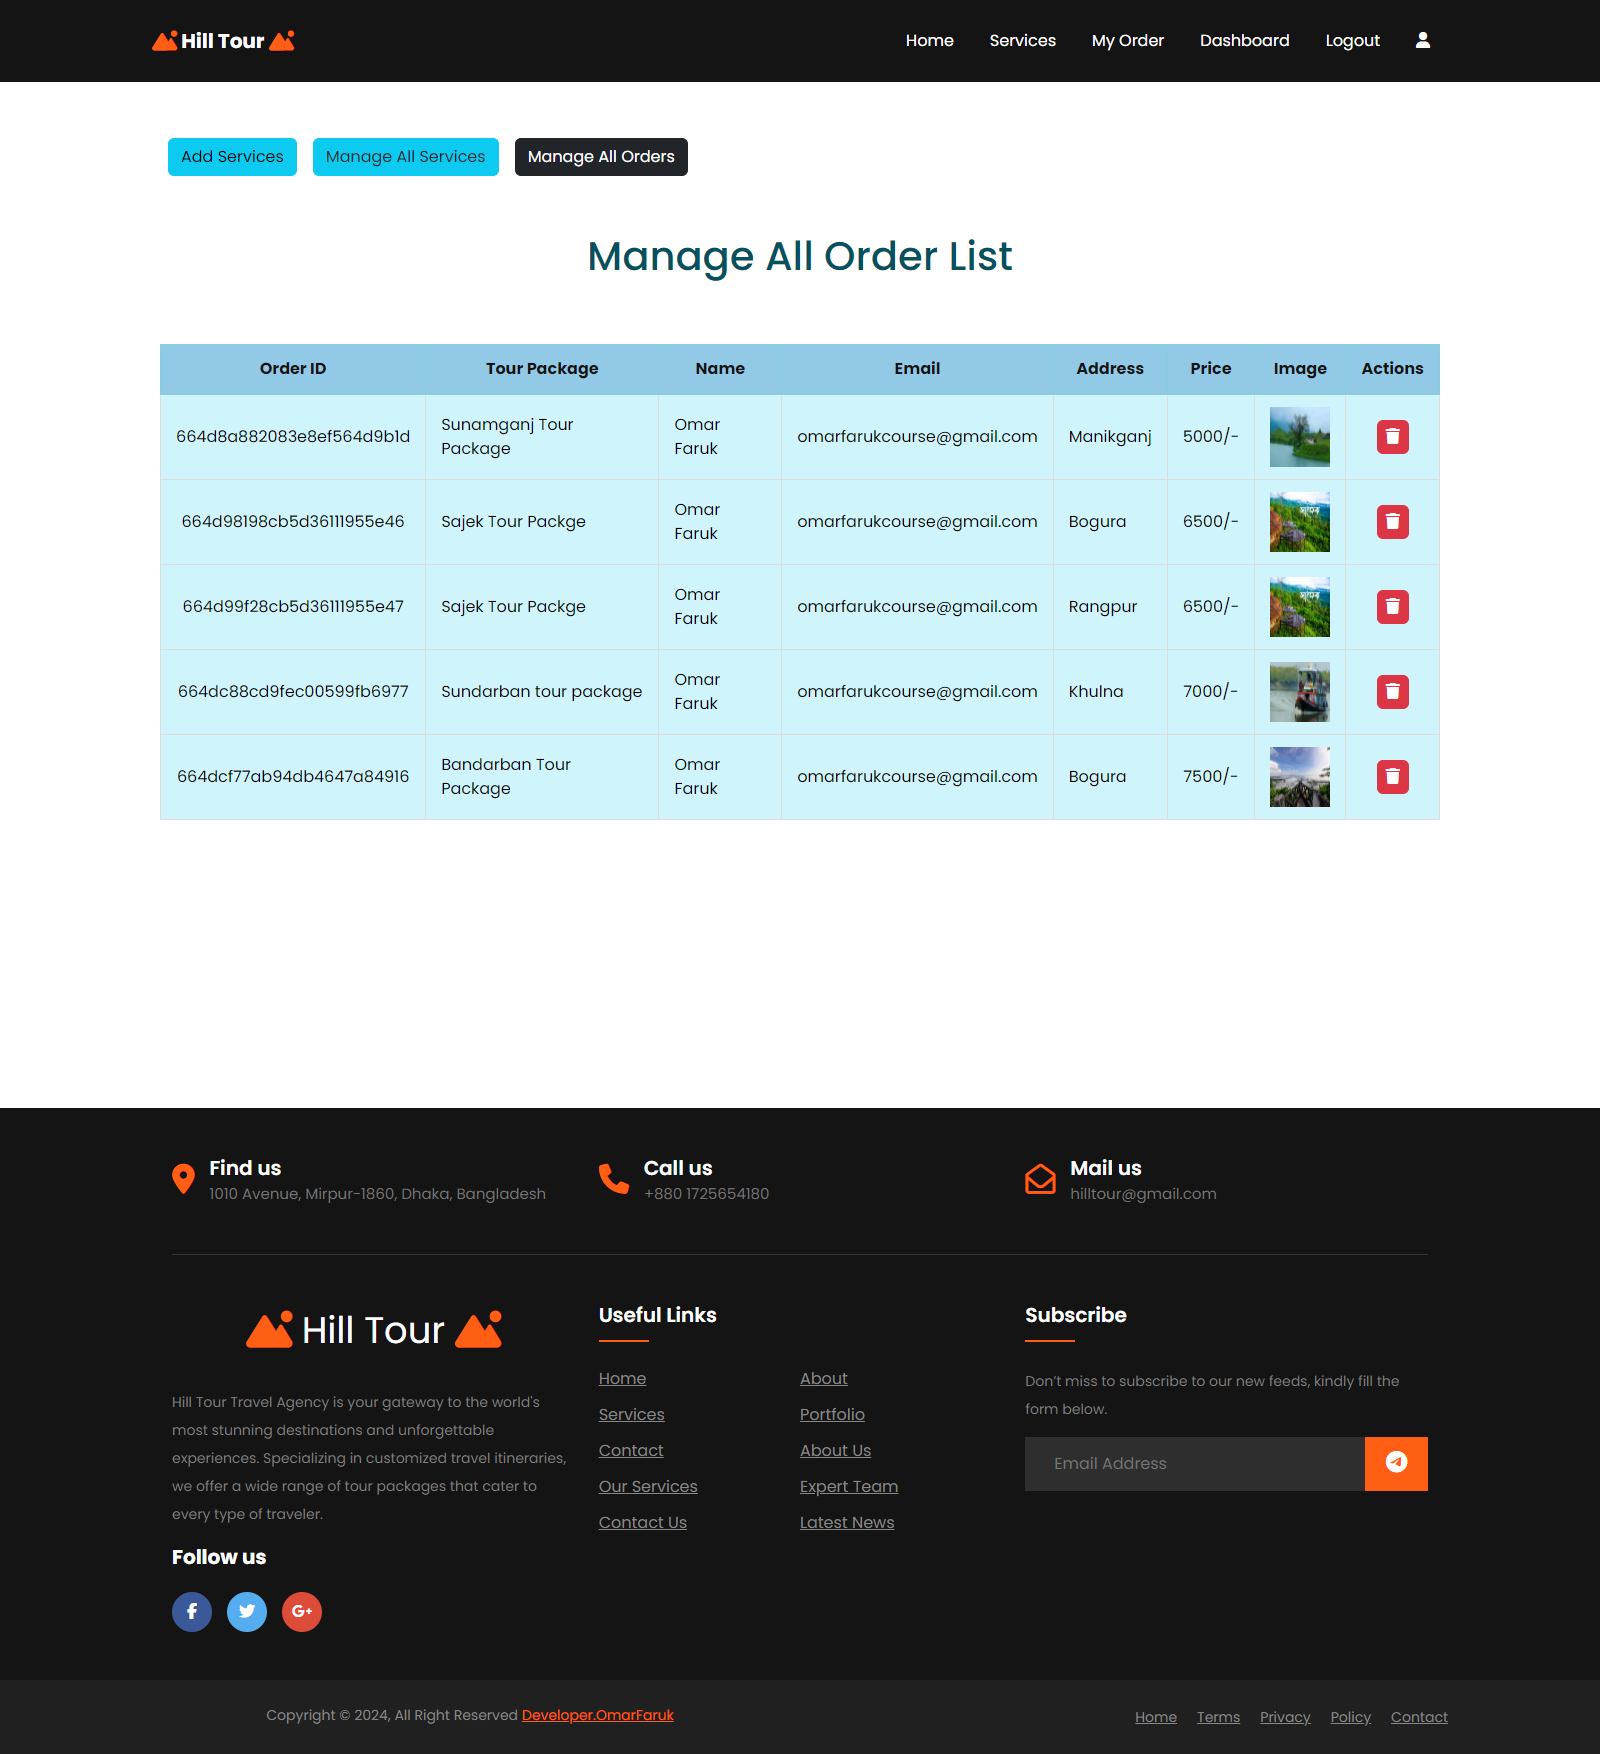 Hill Tour
Home Services My Order Dashboard Logout
Add Services Manage All Services Manage All Orders
Manage All Order List
Order ID Tour Package Name Email Address Price Image Actions
664d8a882083e8ef564d9b1d Sunamganj Tour Package Omar Faruk omarfarukcourse@gmail.com Manikganj 5000/-
664d98198cb5d36111955e46 Sajek Tour Packge Omar Faruk omarfarukcourse@gmail.com Bogura 6500/-
664d99f28cb5d36111955e47 Sajek Tour Packge Omar Faruk omarfarukcourse@gmail.com Rangpur 6500/-
664dc88cd9fec00599fb6977 Sundarban tour package Omar Faruk omarfarukcourse@gmail.com Khulna 7000/-
664dcf77ab94db4647a84916 Bandarban Tour Package Omar Faruk omarfarukcourse@gmail.com Bogura 7500/-
Find us
1010 Avenue, Mirpur-1860, Dhaka, Bangladesh
Call us
+880 1725654180
Mail us
hilltour@gmail.com
Hill Tour
Hill Tour Travel Agency is your gateway to the world's
most stunning destinations and unforgettable
experiences. Specializing in customized travel itineraries,
we offer a wide range of tour packages that cater to
every type of traveler.
Follow us
Useful Links
Home About
Services Portfolio
Contact About Us
Our Services Expert Team
Contact Us Latest News
Subscribe
Don't miss to subscribe to our new feeds, kindly fill the
form below.
Email Address
Copyright © 2024, All Right Reserved Developer.OmarFaruk
Home Terms Privacy Policy Contact